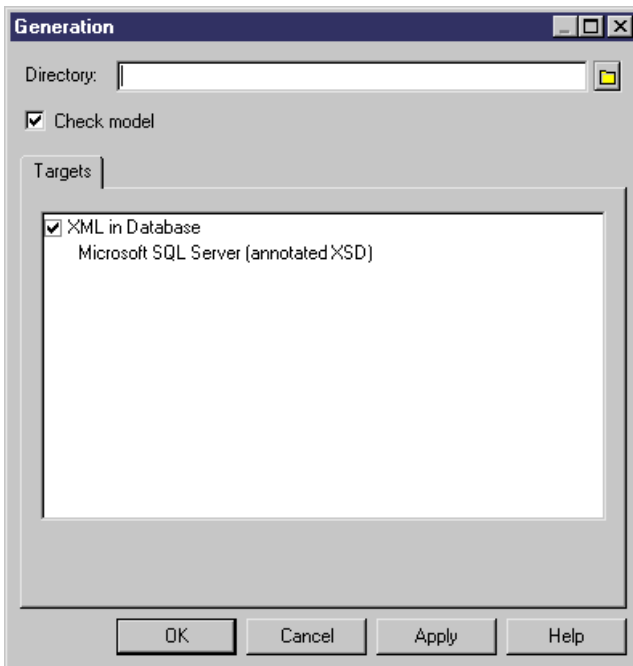 Generation
Directory:
Check model
Targets
XML in Database
Microsoft SQL Server (annotated XSD)
OK Cancel Apply Help